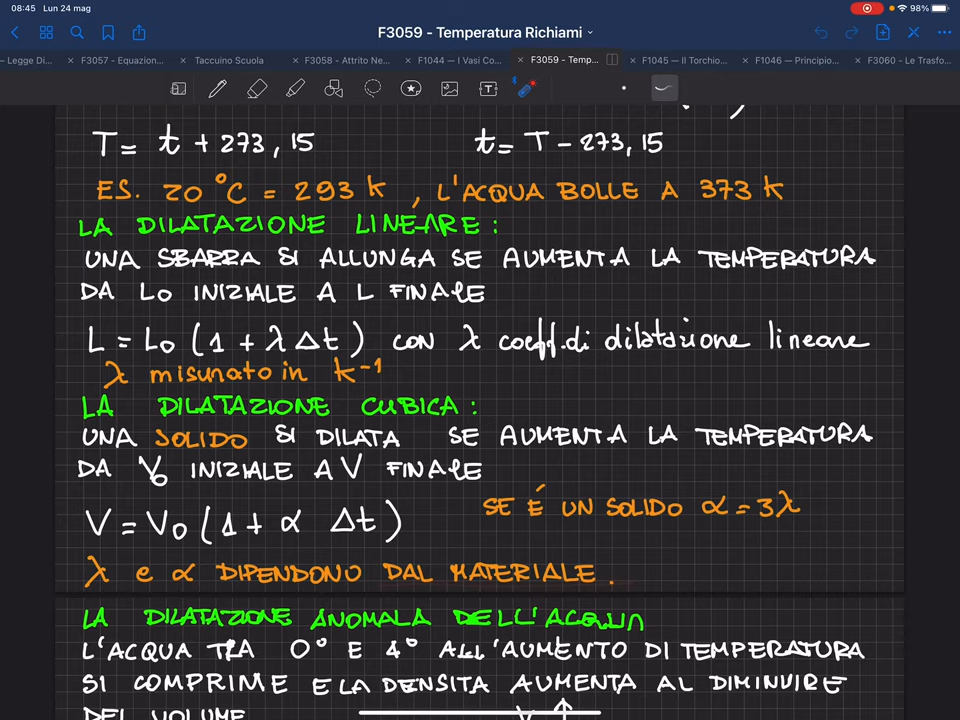 08:45 Lun 24 mag
98%
F3059 - Temperatura Richiami
– Legge Di...
F3057 - Equazion...
Taccuino Scuola
F3058 - Attrito Ne...
F1044 — I Vasi Co...
F3059 - Temp...
F1045 — Il Torchio...
F1046 — Principio...
F3060 - Le Trasfo...
T = t + 273,15
t = T - 273,15
ES. 20 °C = 293 K , L'ACQUA BOLLE A 373 K
LA DILATAZIONE LINEARE :
UNA SBARRA SI ALLUNGA SE AUMENTA LA TEMPERATURA
DA L0 INIZIALE A L FINALE
L = L0 (1 + λ Δt) con λ coeff. di dilatazione lineare
λ misurato in K⁻¹
LA DILATAZIONE CUBICA :
UNA SOLIDO SI DILATA SE AUMENTA LA TEMPERATURA
DA V0 INIZIALE A V FINALE
V = V0 (1 + α Δt)
SE É UN SOLIDO α = 3λ
λ e α DIPENDONO DAL MATERIALE .
LA DILATAZIONE ANOMALA DELL'ACQUA
L'ACQUA TRA 0° E 4° ALL'AUMENTO DI TEMPERATURA
SI COMPRIME E LA DENSITA AUMENTA AL DIMINUIRE
DEL VOLUME
V